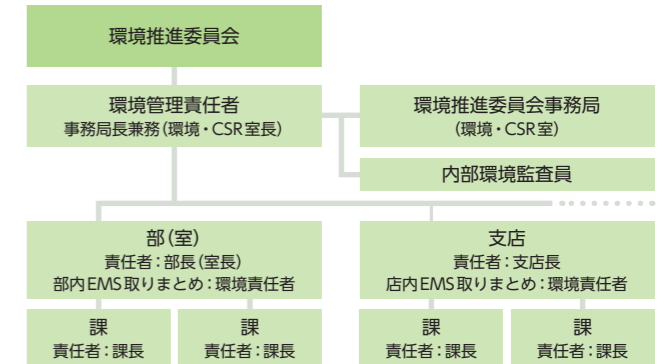 環境推進委員会
環境管理責任者
事務局長兼務(環境・CSR室長)
環境推進委員会事務局
(環境・CSR室)
内部環境監査員
部(室)
責任者:部長(室長)
部内EMS取りまとめ:環境責任者
支店
責任者:支店長
店内EMS取りまとめ:環境責任者
課
責任者:課長
課
責任者:課長
課
責任者:課長
課
責任者:課長